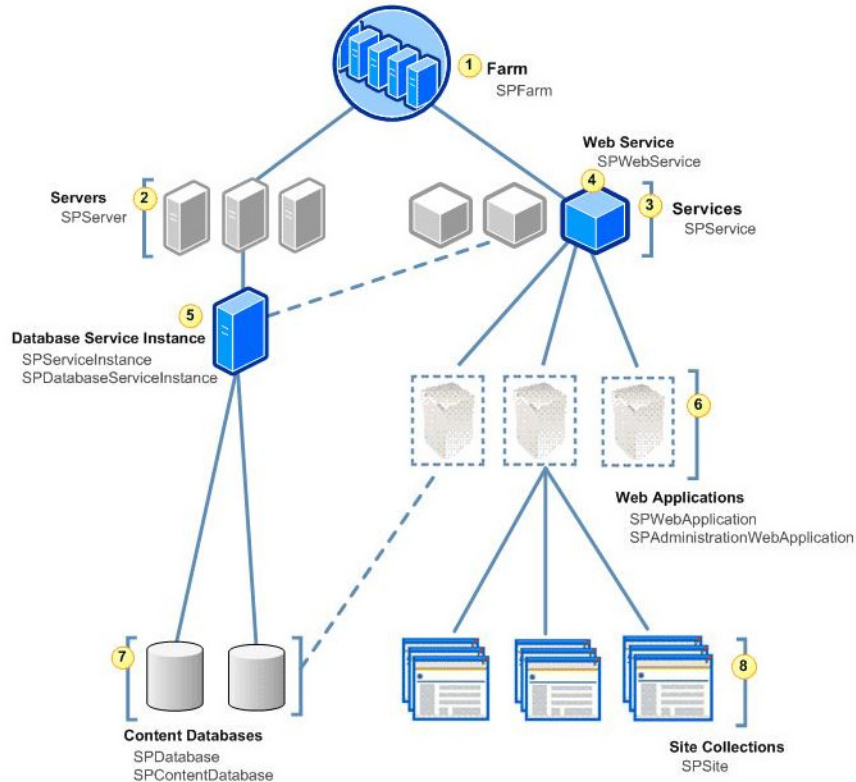 1 Farm
SPFarm
Web Service
SPWebService
4
Servers 2
SPServer
3 Services
SPService
5
Database Service Instance
SPServiceInstance
SPDatabaseServiceInstance
6
Web Applications
SPWebApplication
SPAdministrationWebApplication
7
8
Content Databases
SPDatabase
SPContentDatabase
Site Collections
SPSite